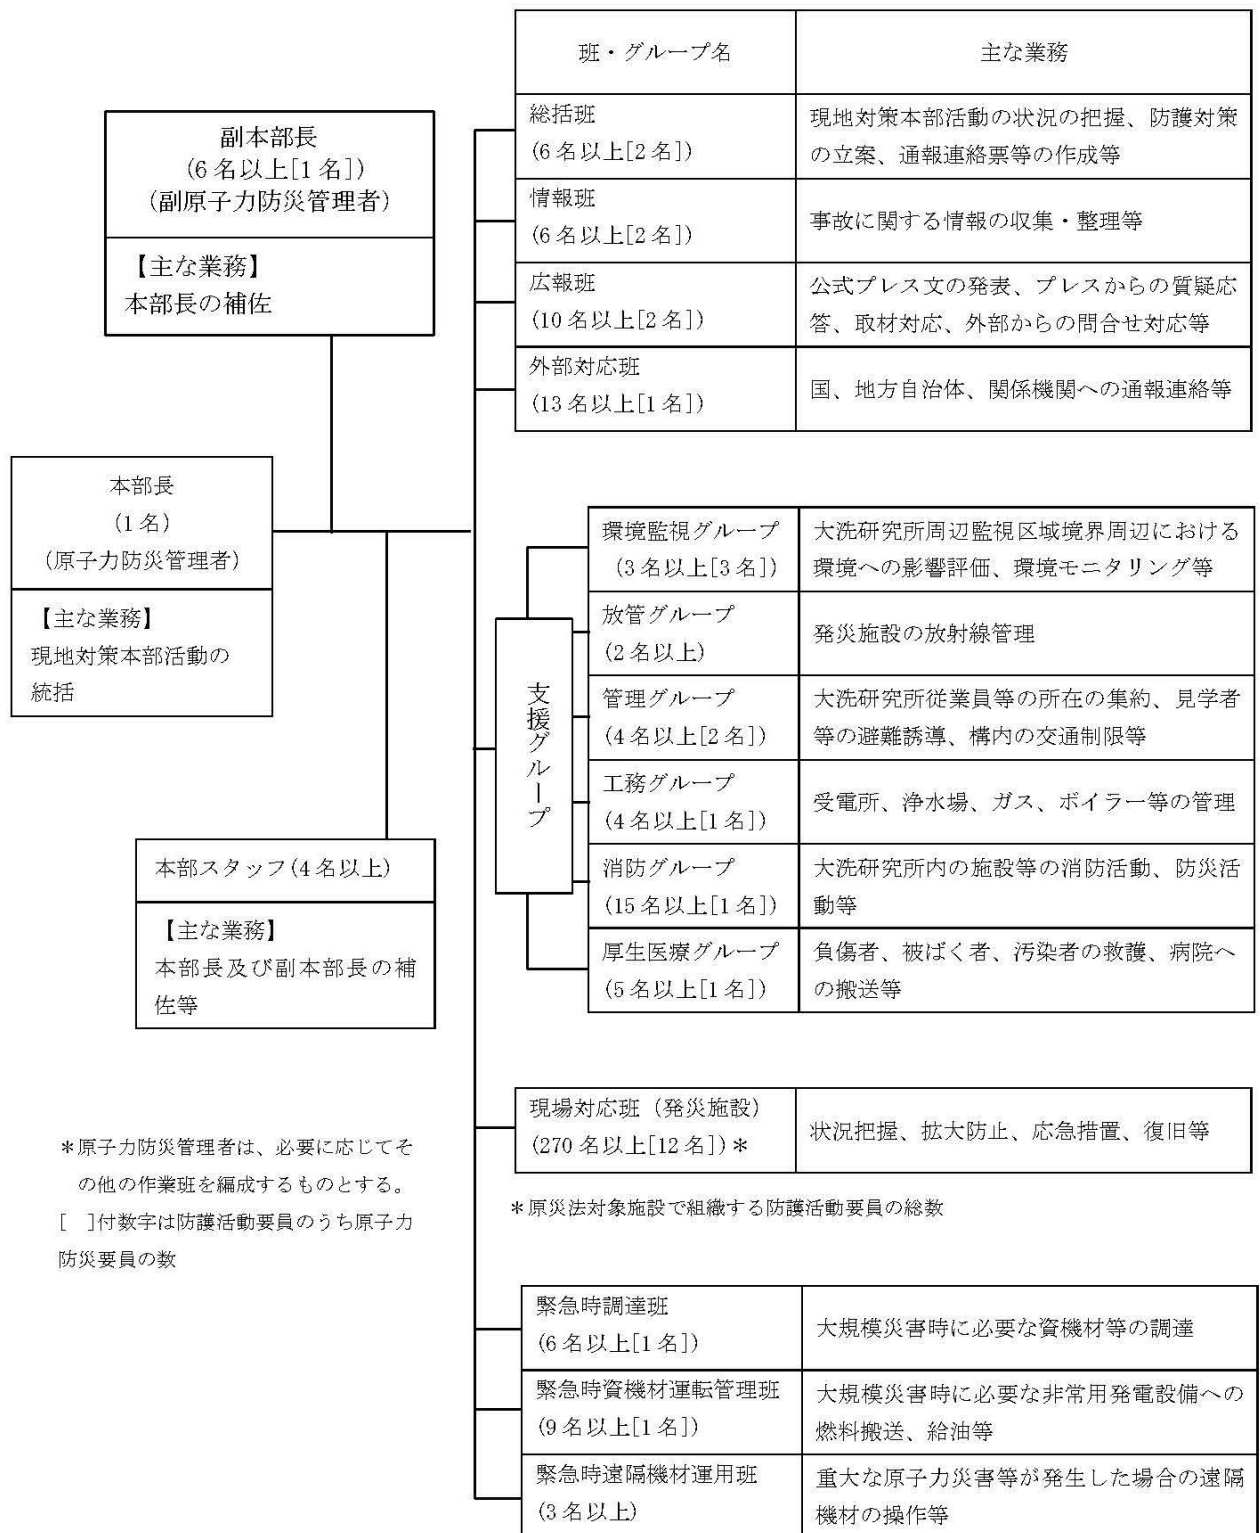 班・グループ名
主な業務
総括班
(6名以上[2名])
現地対策本部活動の状況の把握、防護対策
の立案、通報連絡票等の作成等
情報班
(6名以上[2名])
事故に関する情報の収集・整理等
広報班
(10名以上[2名])
公式プレス文の発表、プレスからの質疑応
答、取材対応、外部からの問合せ対応等
外部対応班
(13名以上[1名])
国、地方自治体、関係機関への通報連絡等
副本部長
(6名以上[1名])
(副原子力防災管理者)
【主な業務】
本部長の補佐
本部長
(1名)
(原子力防災管理者)
【主な業務】
現地対策本部活動の
統括
本部スタッフ(4名以上)
【主な業務】
本部長及び副本部長の補
佐等
支援グループ
環境監視グループ
(3名以上[3名])
大洗研究所周辺監視区域境界周辺における
環境への影響評価、環境モニタリング等
放管グループ
(2名以上)
発災施設の放射線管理
管理グループ
(4名以上[2名])
大洗研究所従業員等の所在の集約、見学者
等の避難誘導、構内の交通制限等
工務グループ
(4名以上[1名])
受電所、浄水場、ガス、ボイラー等の管理
消防グループ
(15名以上[1名])
大洗研究所内の施設等の消防活動、防災活
動等
厚生医療グループ
(5名以上[1名])
負傷者、被ばく者、汚染者の救護、病院へ
の搬送等
現場対応班(発災施設)
(270名以上[12名])*
状況把握、拡大防止、応急措置、復旧等
*原災法対象施設で組織する防護活動要員の総数
*原子力防災管理者は、必要に応じてそ
の他の作業班を編成するものとする。
[ ]付数字は防護活動要員のうち原子力
防災要員の数
緊急時調達班
(6名以上[1名])
大規模災害時に必要な資機材等の調達
緊急時資機材運転管理班
(9名以上[1名])
大規模災害時に必要な非常用発電設備への
燃料搬送、給油等
緊急時遠隔機材運用班
(3名以上)
重大な原子力災害等が発生した場合の遠隔
機材の操作等